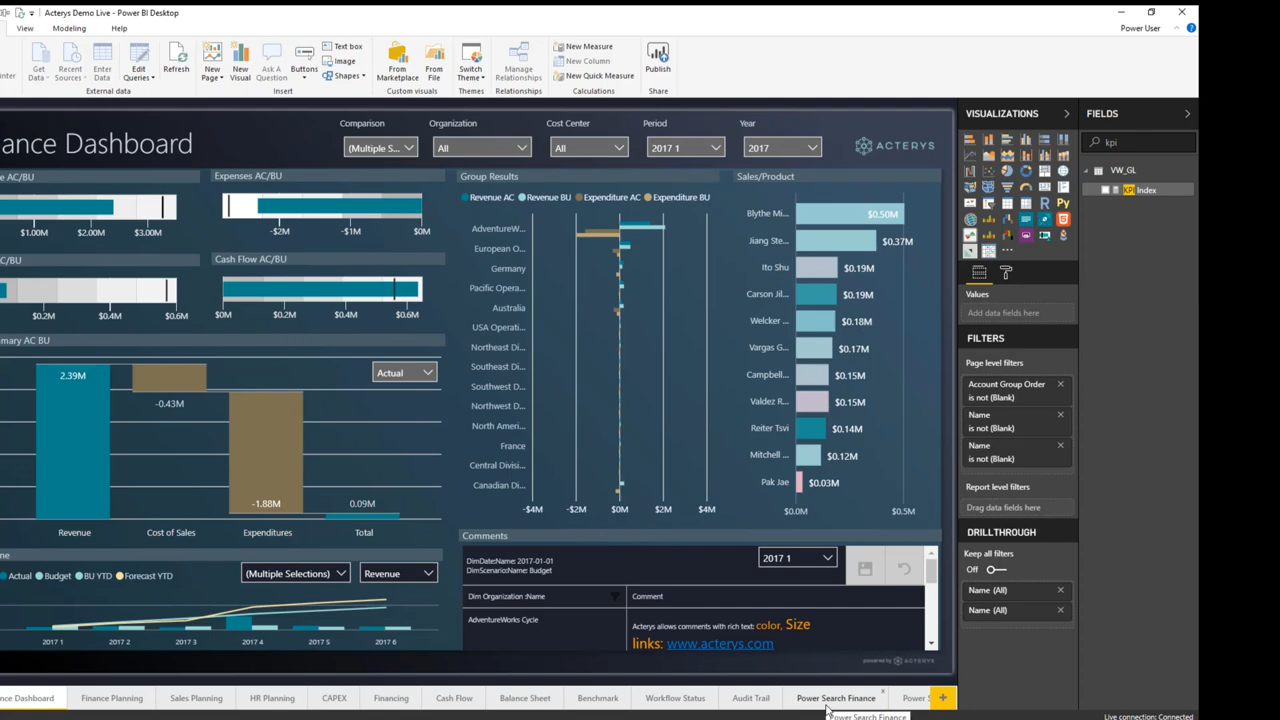 Acterys Demo Live - Power BI Desktop
Power User
View Modeling Help
Get Data
Recent Sources
Enter Data
Edit Queries
Refresh
New Page
New Visual
Ask A Question
Buttons
Text box
Image
Shapes
From Marketplace
From File
Switch Theme
Manage Relationships
New Measure
New Column
New Quick Measure
Publish
External data
Insert
Custom visuals
Themes
Relationships
Calculations
Share
ance Dashboard
Comparison
(Multiple S...
Organization
All
Cost Center
All
Period
2017 1
Year
2017
ACTERYS
e AC/BU
$1.00M $2.00M $3.00M
Expenses AC/BU
-$2M -$1M $0M
C/BU
$0.2M $0.4M $0.6M
Cash Flow AC/BU
$0M $0.2M $0.4M $0.6M
mary AC BU
Actual
2.39M
-0.43M
-1.88M
0.09M
Revenue Cost of Sales Expenditures Total
ne
Actual Budget BU YTD Forecast YTD
(Multiple Selections)
Revenue
2017 1 2017 2 2017 3 2017 4 2017 5 2017 6
Group Results
Revenue AC Revenue BU Expenditure AC Expenditure BU
AdventureW...
European O...
Germany
Pacific Opera...
Australia
USA Operati...
Northeast Di...
Southeast Di...
Southwest D...
Northwest D...
North Ameri...
France
Central Divisi...
Canadian Di...
-$4M -$2M $0M $2M $4M
Sales/Product
Blythe Mi... $0.50M
Jiang Ste... $0.37M
Ito Shu $0.19M
Carson Jil... $0.19M
Welcker ... $0.18M
Vargas G... $0.17M
Campbell... $0.15M
Valdez R... $0.15M
Reiter Tsvi $0.14M
Mitchell ... $0.12M
Pak Jae $0.03M
$0.0M $0.5M
Comments
DimDateName: 2017-01-01
DimScenarioName: Budget
2017 1
Dim Organization :Name Comment
AdventureWorks Cycle
Acterys allows comments with rich text: color, Size
links: www.acterys.com
powered by ACTERYS
VISUALIZATIONS
R Py
Values
Add data fields here
FILTERS
Page level filters
Account Group Order
is not (Blank)
Name
is not (Blank)
Name
is not (Blank)
Report level filters
Drag data fields here
DRILLTHROUGH
Keep all filters
Off
Name (All)
Name (All)
FIELDS
kpi
VW_GL
KPI Index
nce Dashboard Finance Planning Sales Planning HR Planning CAPEX Financing Cash Flow Balance Sheet Benchmark Workflow Status Audit Trail Power Search Finance Power S
Power Search Finance
Live connection: Connected